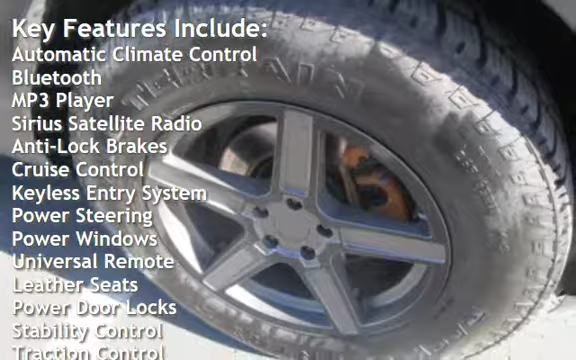 Key Features Include:
Automatic Climate Control
Bluetooth
MP3 Player
Sirius Satellite Radio
Anti-Lock Brakes
Cruise Control
Keyless Entry System
Power Steering
Power Windows
Universal Remote
Leather Seats
Power Door Locks
Stability Control
Traction Control
TERRAIN